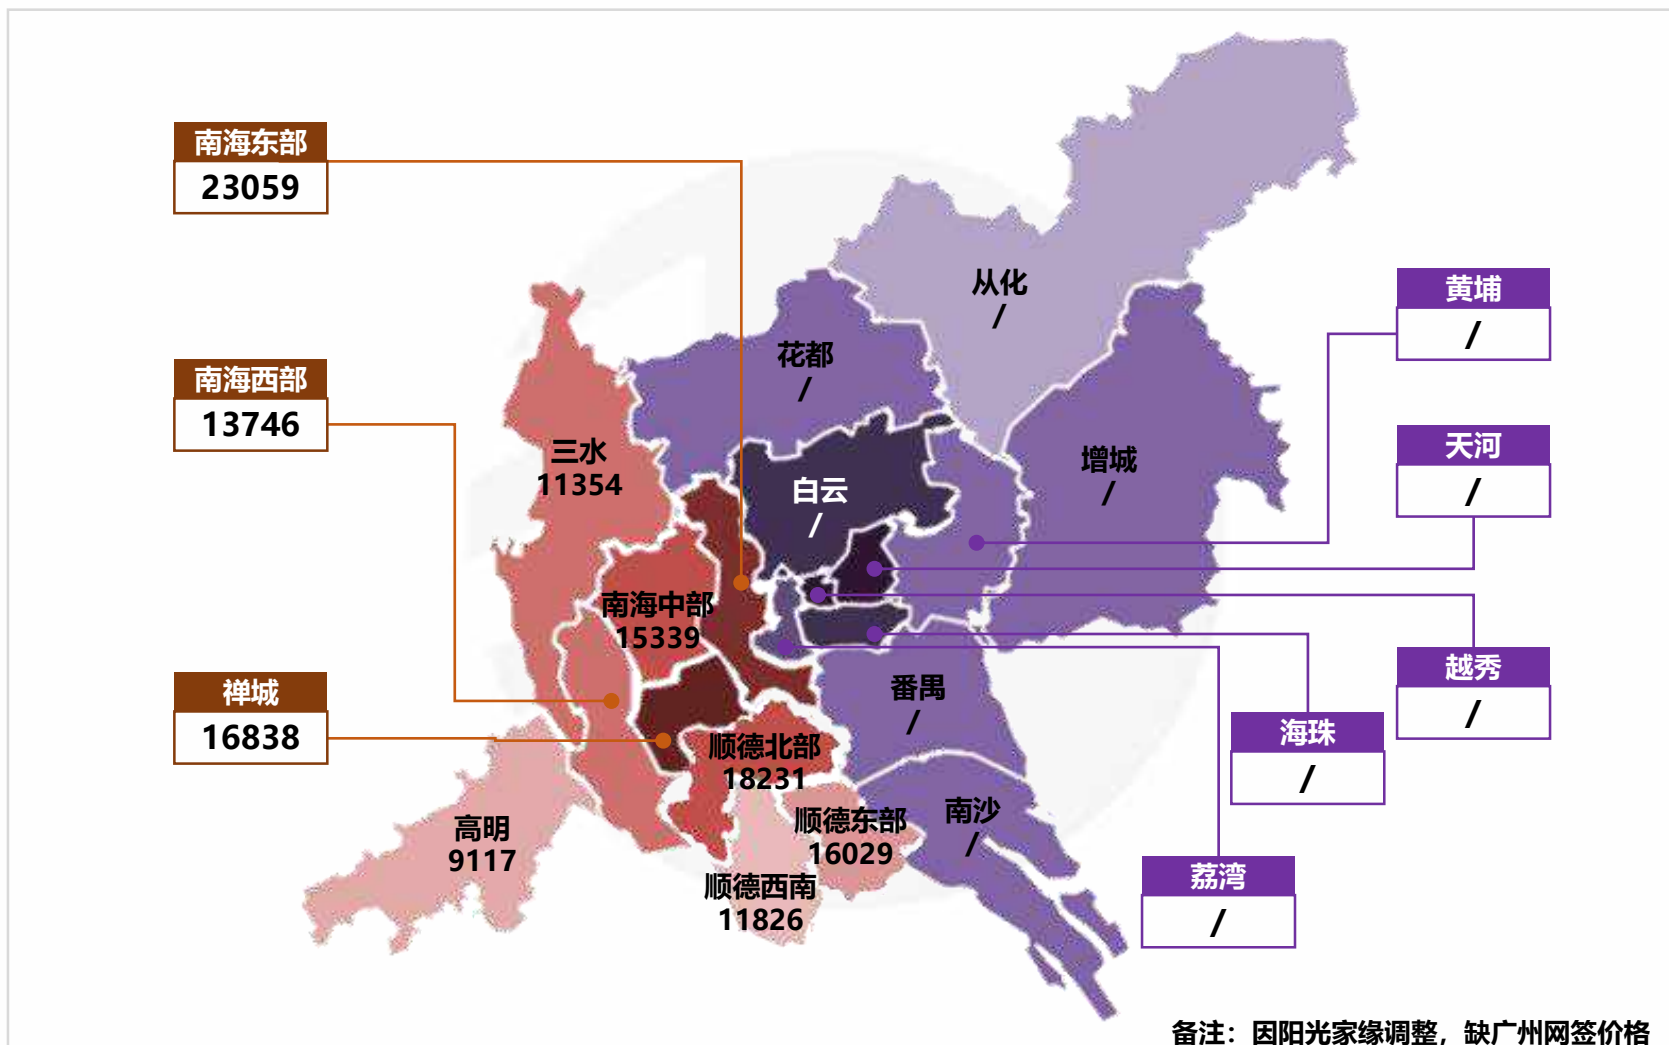 南海东部
23059
南海西部
13746
禅城
16838
从化
/
花都
/
三水
11354
白云
/
增城
/
南海中部
15339
番禺
/
顺德北部
18231
顺德东部
16029
南沙
/
高明
9117
顺德西南
11826
黄埔
/
天河
/
越秀
/
海珠
/
荔湾
/
备注：因阳光家缘调整，缺广州网签价格